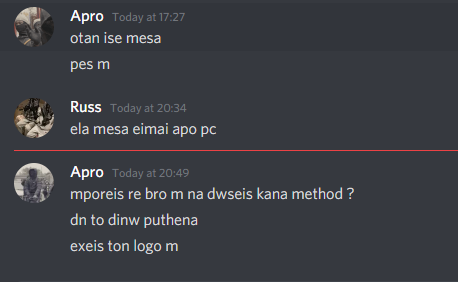 Apro Today at 17:27
otan ise mesa
pes m
Russ Today at 20:34
ela mesa eimai apo pc
Apro Today at 20:49
mporeis re bro m na dwseis kana method ?
dn to dinw puthena
exeis ton logo m